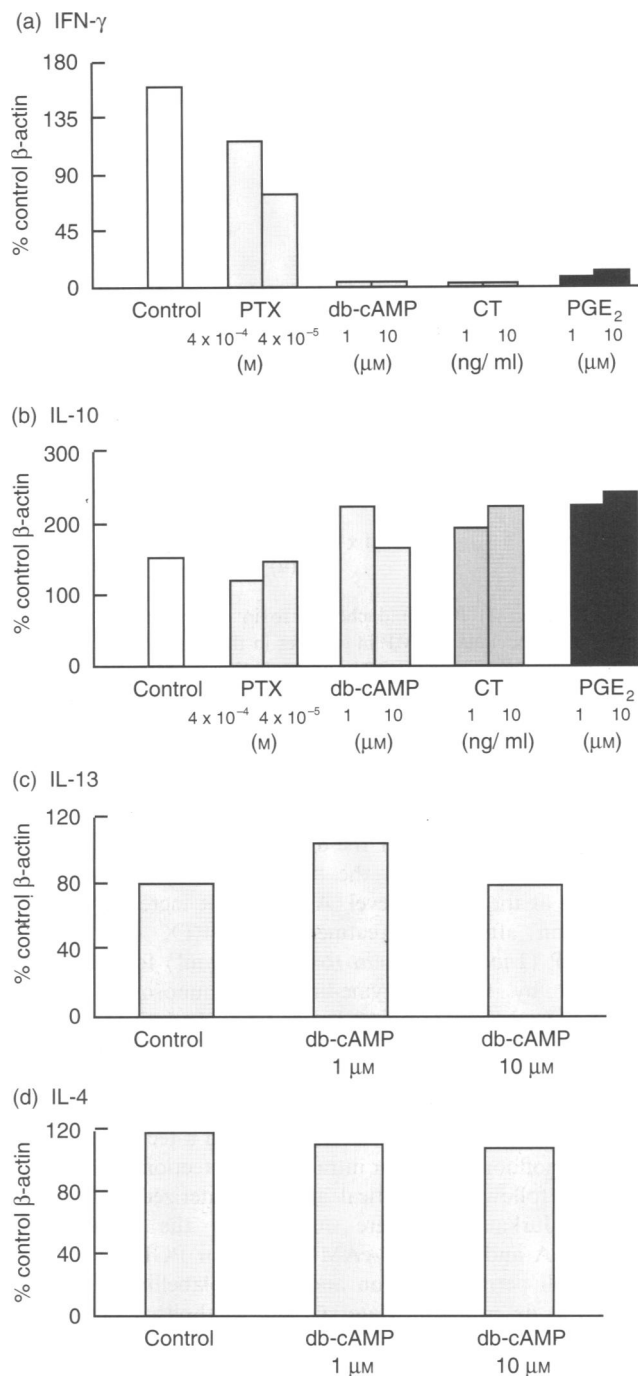 (a) IFN-γ
% control β-actin
180
135
90
45
0
Control PTX db-cAMP CT PGE₂
4 x 10⁻⁴ 4 x 10⁻⁵ 1 10 1 10 1 10
(M) (μM) (ng/ ml) (μM)
(b) IL-10
% control β-actin
300
200
100
0
Control PTX db-cAMP CT PGE₂
4 x 10⁻⁴ 4 x 10⁻⁵ 1 10 1 10 1 10
(M) (μM) (ng/ ml) (μM)
(c) IL-13
% control β-actin
120
80
40
0
Control db-cAMP db-cAMP
1 μM 10 μM
(d) IL-4
% control β-actin
120
80
40
0
Control db-cAMP db-cAMP
1 μM 10 μM